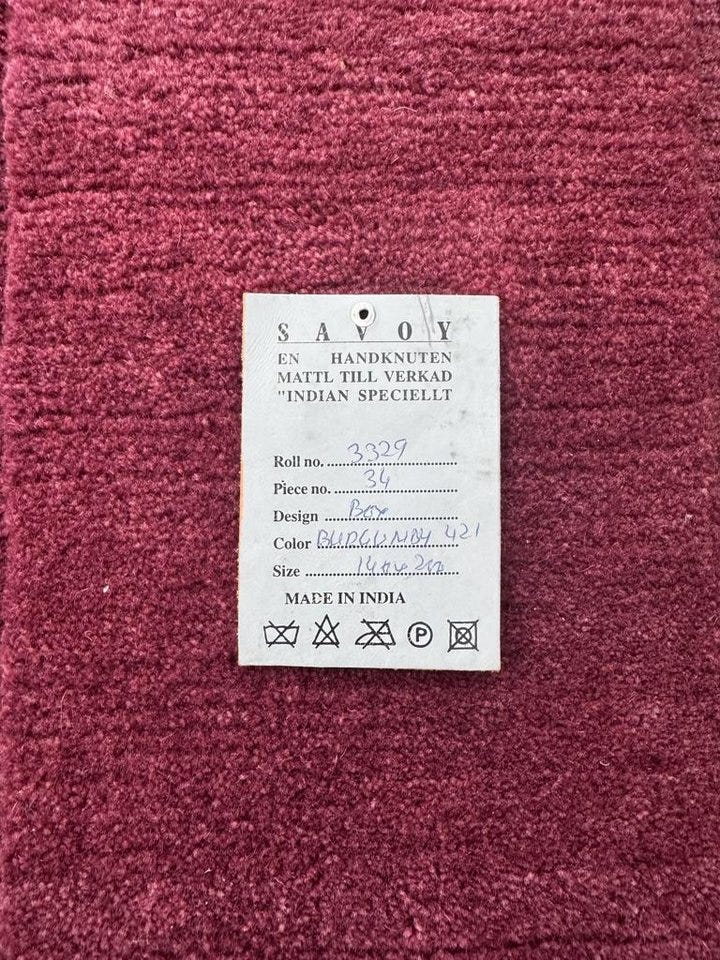 SAVOY
EN HANDKNUTEN
MATTL TILL VERKAD
"INDIAN SPECIELLT
Roll no. 3329
Piece no. 34
Design Box
Color BURGUNDY 421
Size 140x200
MADE IN INDIA
P